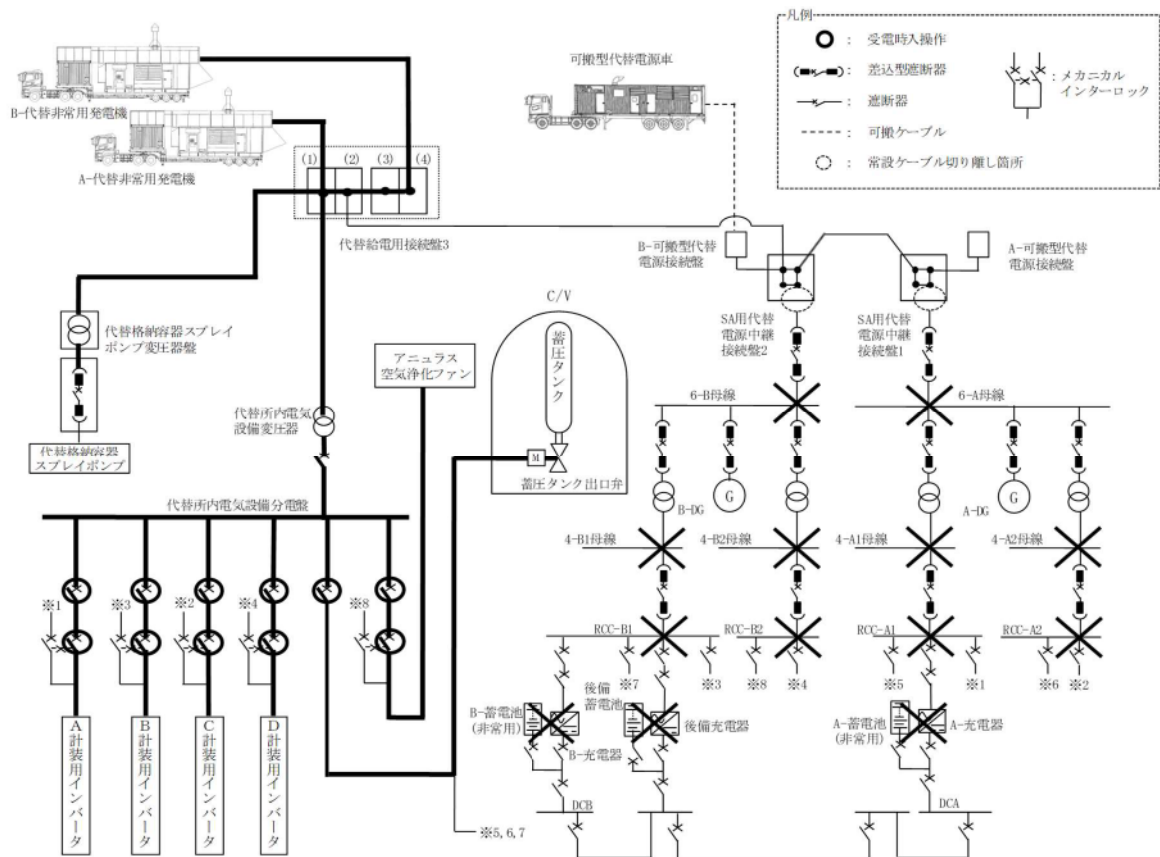 凡例
: 受電時入操作
: 差込型遮断器
: 遮断器
: 可搬ケーブル
: 常設ケーブル切り離し箇所
: メカニカル
インターロック
B-代替非常用発電機
A-代替非常用発電機
可搬型代替電源車
(1)
(2)
(3)
(4)
代替給電用接続盤3
B-可搬型代替
電源接続盤
A-可搬型代替
電源接続盤
SA用代替
電源中継
接続盤2
SA用代替
電源中継
接続盤1
代替格納容器スプレイ
ポンプ変圧器盤
代替格納容器
スプレイポンプ
C/V
蓄圧タンク
M
蓄圧タンク出口弁
アニュラス
空気浄化ファン
代替所内電気
設備変圧器
代替所内電気設備分電盤
6-B母線
6-A母線
G
B-DG
G
A-DG
4-B1母線
4-B2母線
4-A1母線
4-A2母線
※1
※3
※2
※4
※8
RCC-B1
RCC-B2
RCC-A1
RCC-A2
※7
※3
※8
※4
※5
※1
※6
※2
B-蓄電池
(非常用)
B-充電器
後備
蓄電池
後備充電器
A-蓄電池
(非常用)
A-充電器
DCB
DCA
※5,6,7
A計装用インバータ
B計装用インバータ
C計装用インバータ
D計装用インバータ